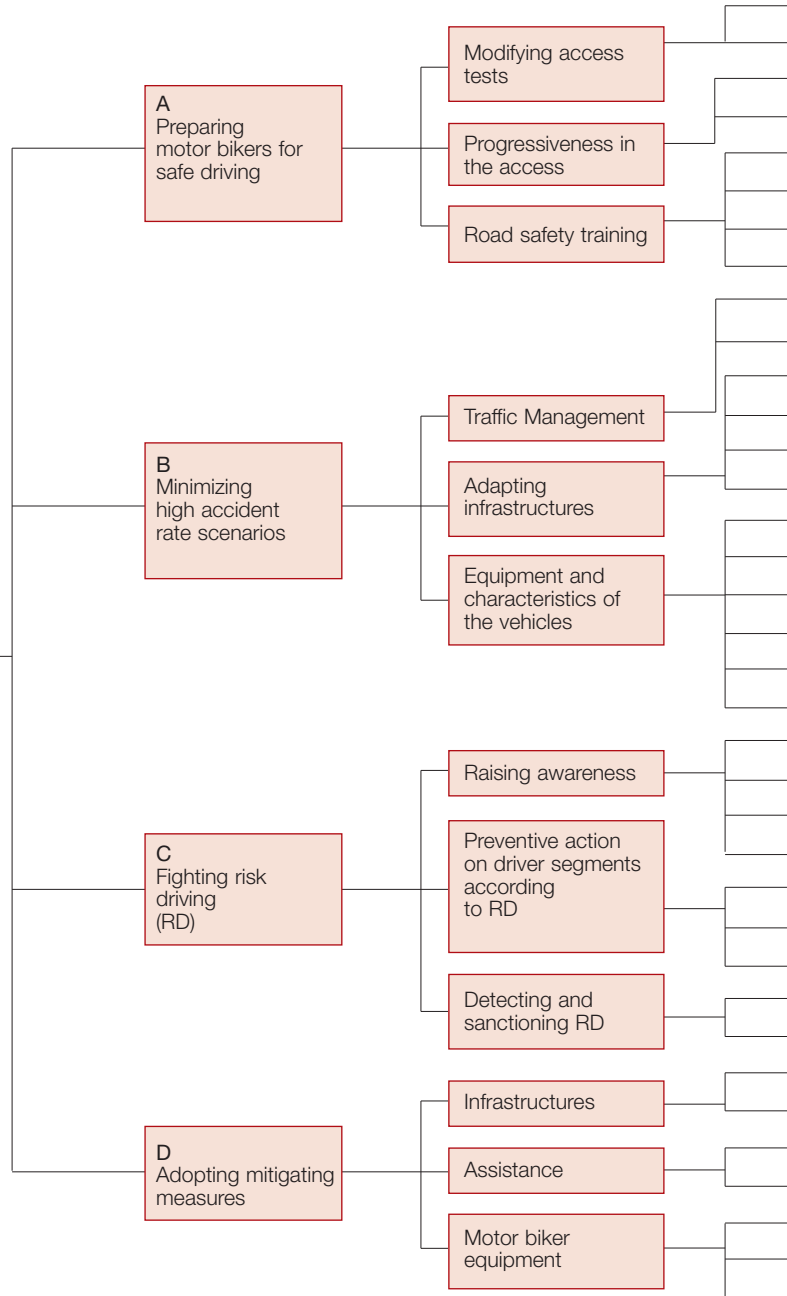 A
Preparing
motor bikers for
safe driving
Modifying access
tests
Progressiveness in
the access
Road safety training
B
Minimizing
high accident
rate scenarios
Traffic Management
Adapting
infrastructures
Equipment and
characteristics of
the vehicles
C
Fighting risk
driving
(RD)
Raising awareness
Preventive action
on driver segments
according
to RD
Detecting and
sanctioning RD
D
Adopting mitigating
measures
Infrastructures
Assistance
Motor biker
equipment